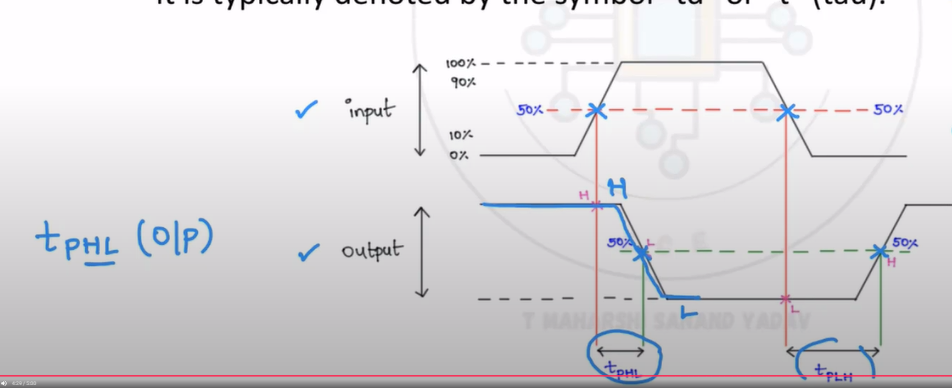 It is typically denoted by the symbol "td" or "τ" (tau).
100%
90%
✓ input
50%
50%
10%
0%
H
H
tPHL (O/P)
✓ output
50%
L
50%
H
L
L
T MAHARSHI SANAND YADAV
tPHL
tPLH